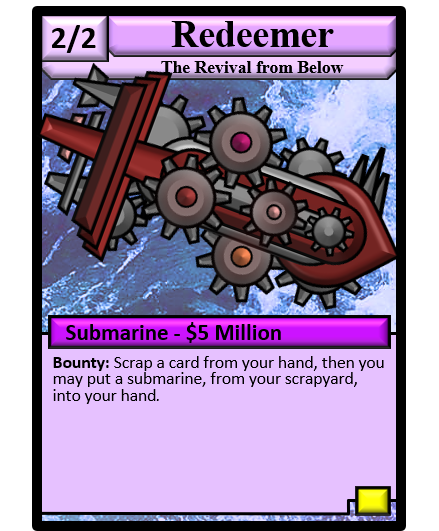 2/2
Redeemer
The Revival from Below
Submarine - $5 Million
Bounty: Scrap a card from your hand, then you
may put a submarine, from your scrapyard,
into your hand.